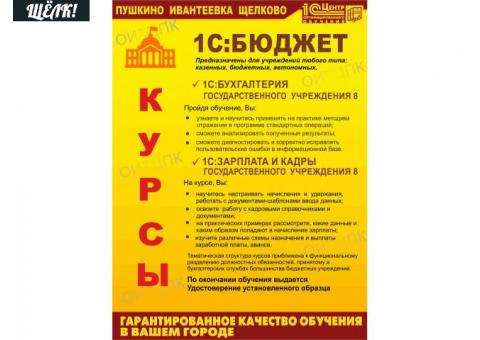 ЩЁЛК!
ПУШКИНО ИВАНТЕЕВКА ЩЕЛКОВО
1С:ЦЕНТР
СЕРТИФИЦИРОВАННОГО
ОБУЧЕНИЯ
1С:БЮДЖЕТ
Предназначены для учреждений любого типа:
казенных, бюджетных, автономных.
КУРСЫ
✓ 1С:БУХГАЛТЕРИЯ
ГОСУДАРСТВЕННОГО УЧРЕЖДЕНИЯ 8
Пройдя обучение, Вы:
• узнаете и научитесь применять на практике методики
отражения в программе стандартных операций;
• сможете анализировать полученные результаты;
• сможете диагностировать и корректно исправлять
пользовательские ошибки в информационной базе.
✓ 1С:ЗАРПЛАТА И КАДРЫ
ГОСУДАРСТВЕННОГО УЧРЕЖДЕНИЯ 8
На курсе, Вы:
• научитесь настраивать начисления и удержания,
работать с документами-шаблонами ввода данных;
• освоите работу с кадровыми справочниками и
документами;
• на практических примерах рассмотрите, какие данные и
каким образом попадают в начисление зарплаты;
• изучите различные схемы назначения и выплаты
заработной платы, аванса.
Тематическая структура курсов приближена к функциональному
разделению должностных обязанностей, принятому в
бухгалтерских службах большинства бюджетных учреждений.
По окончании обучения выдается
Удостоверение установленного образца
ГАРАНТИРОВАННОЕ КАЧЕСТВО ОБУЧЕНИЯ
В ВАШЕМ ГОРОДЕ